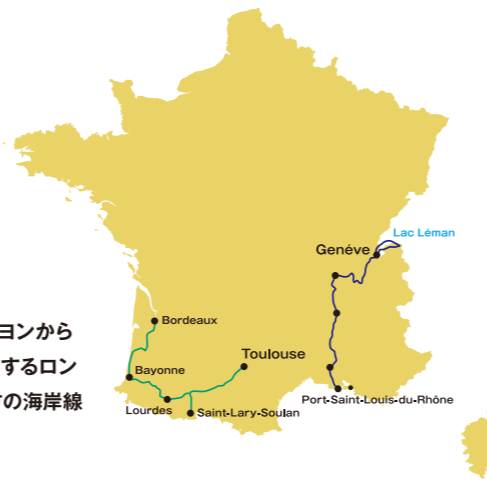 Lac Léman
Genéve
Bordeaux
ヨンから
するロン
Toulouse
Bayonne
の海岸線
Lourdes
Saint-Lary-Soulan
Port-Saint-Louis-du-Rhône